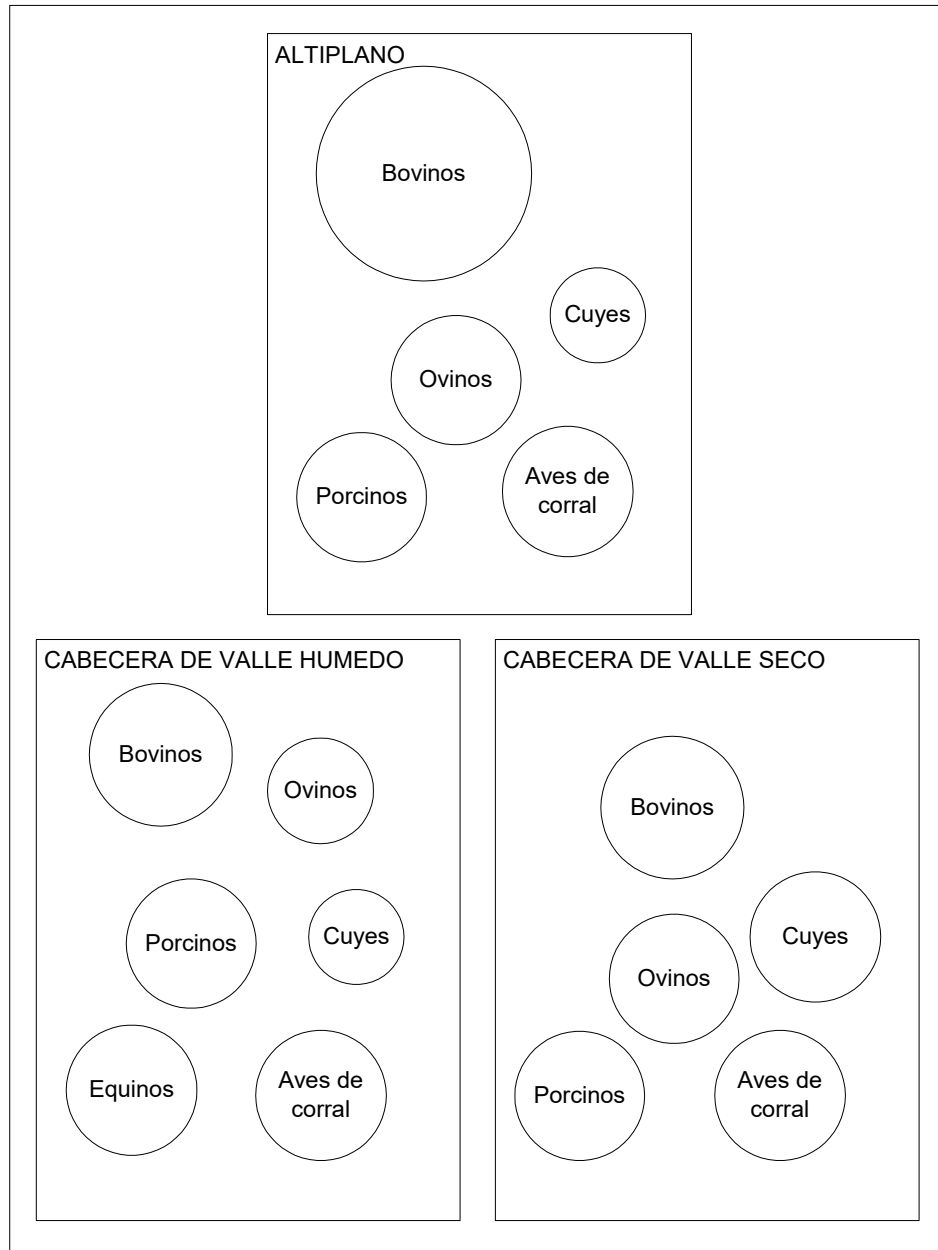 ALTIPLANO
Bovinos
Cuyes
Ovinos
Porcinos
Aves de
corral
CABECERA DE VALLE HUMEDO
Bovinos
Ovinos
Porcinos
Cuyes
Equinos
Aves de
corral
CABECERA DE VALLE SECO
Bovinos
Cuyes
Ovinos
Porcinos
Aves de
corral